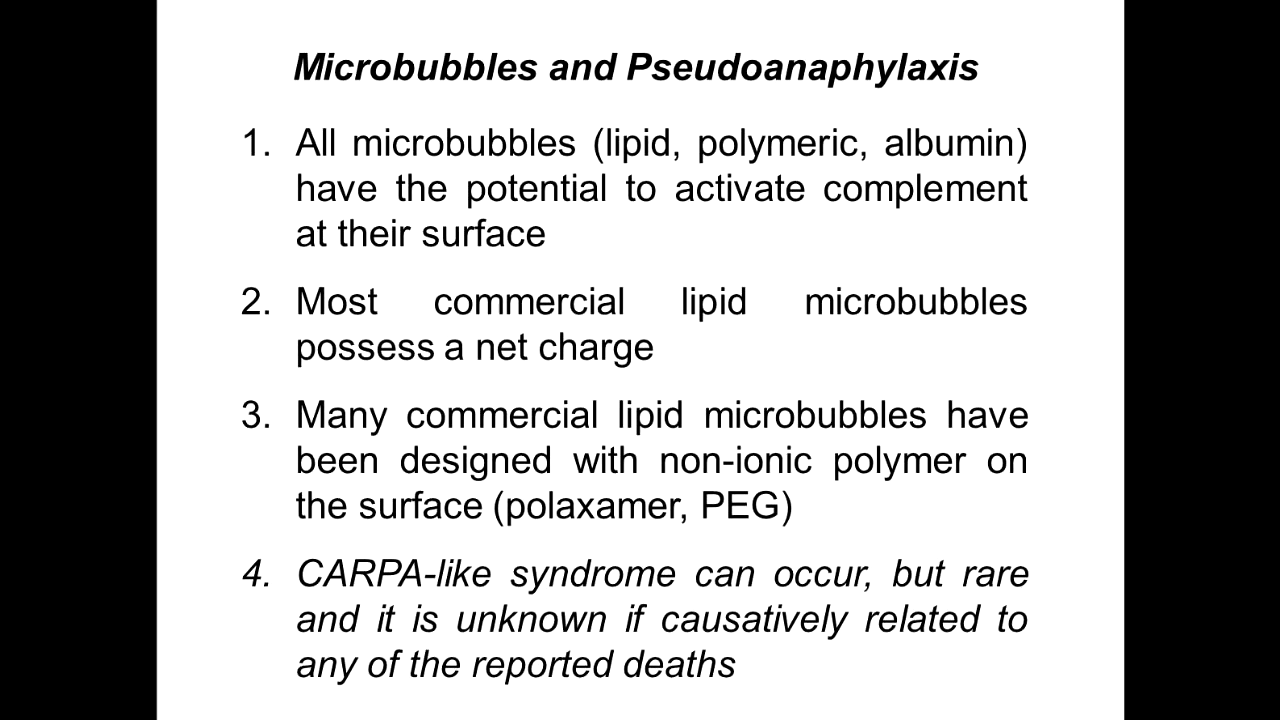 Microbubbles and Pseudoanaphylaxis
1. All microbubbles (lipid, polymeric, albumin)
have the potential to activate complement
at their surface
2. Most commercial lipid microbubbles
possess a net charge
3. Many commercial lipid microbubbles have
been designed with non-ionic polymer on
the surface (polaxamer, PEG)
4. CARPA-like syndrome can occur, but rare
and it is unknown if causatively related to
any of the reported deaths